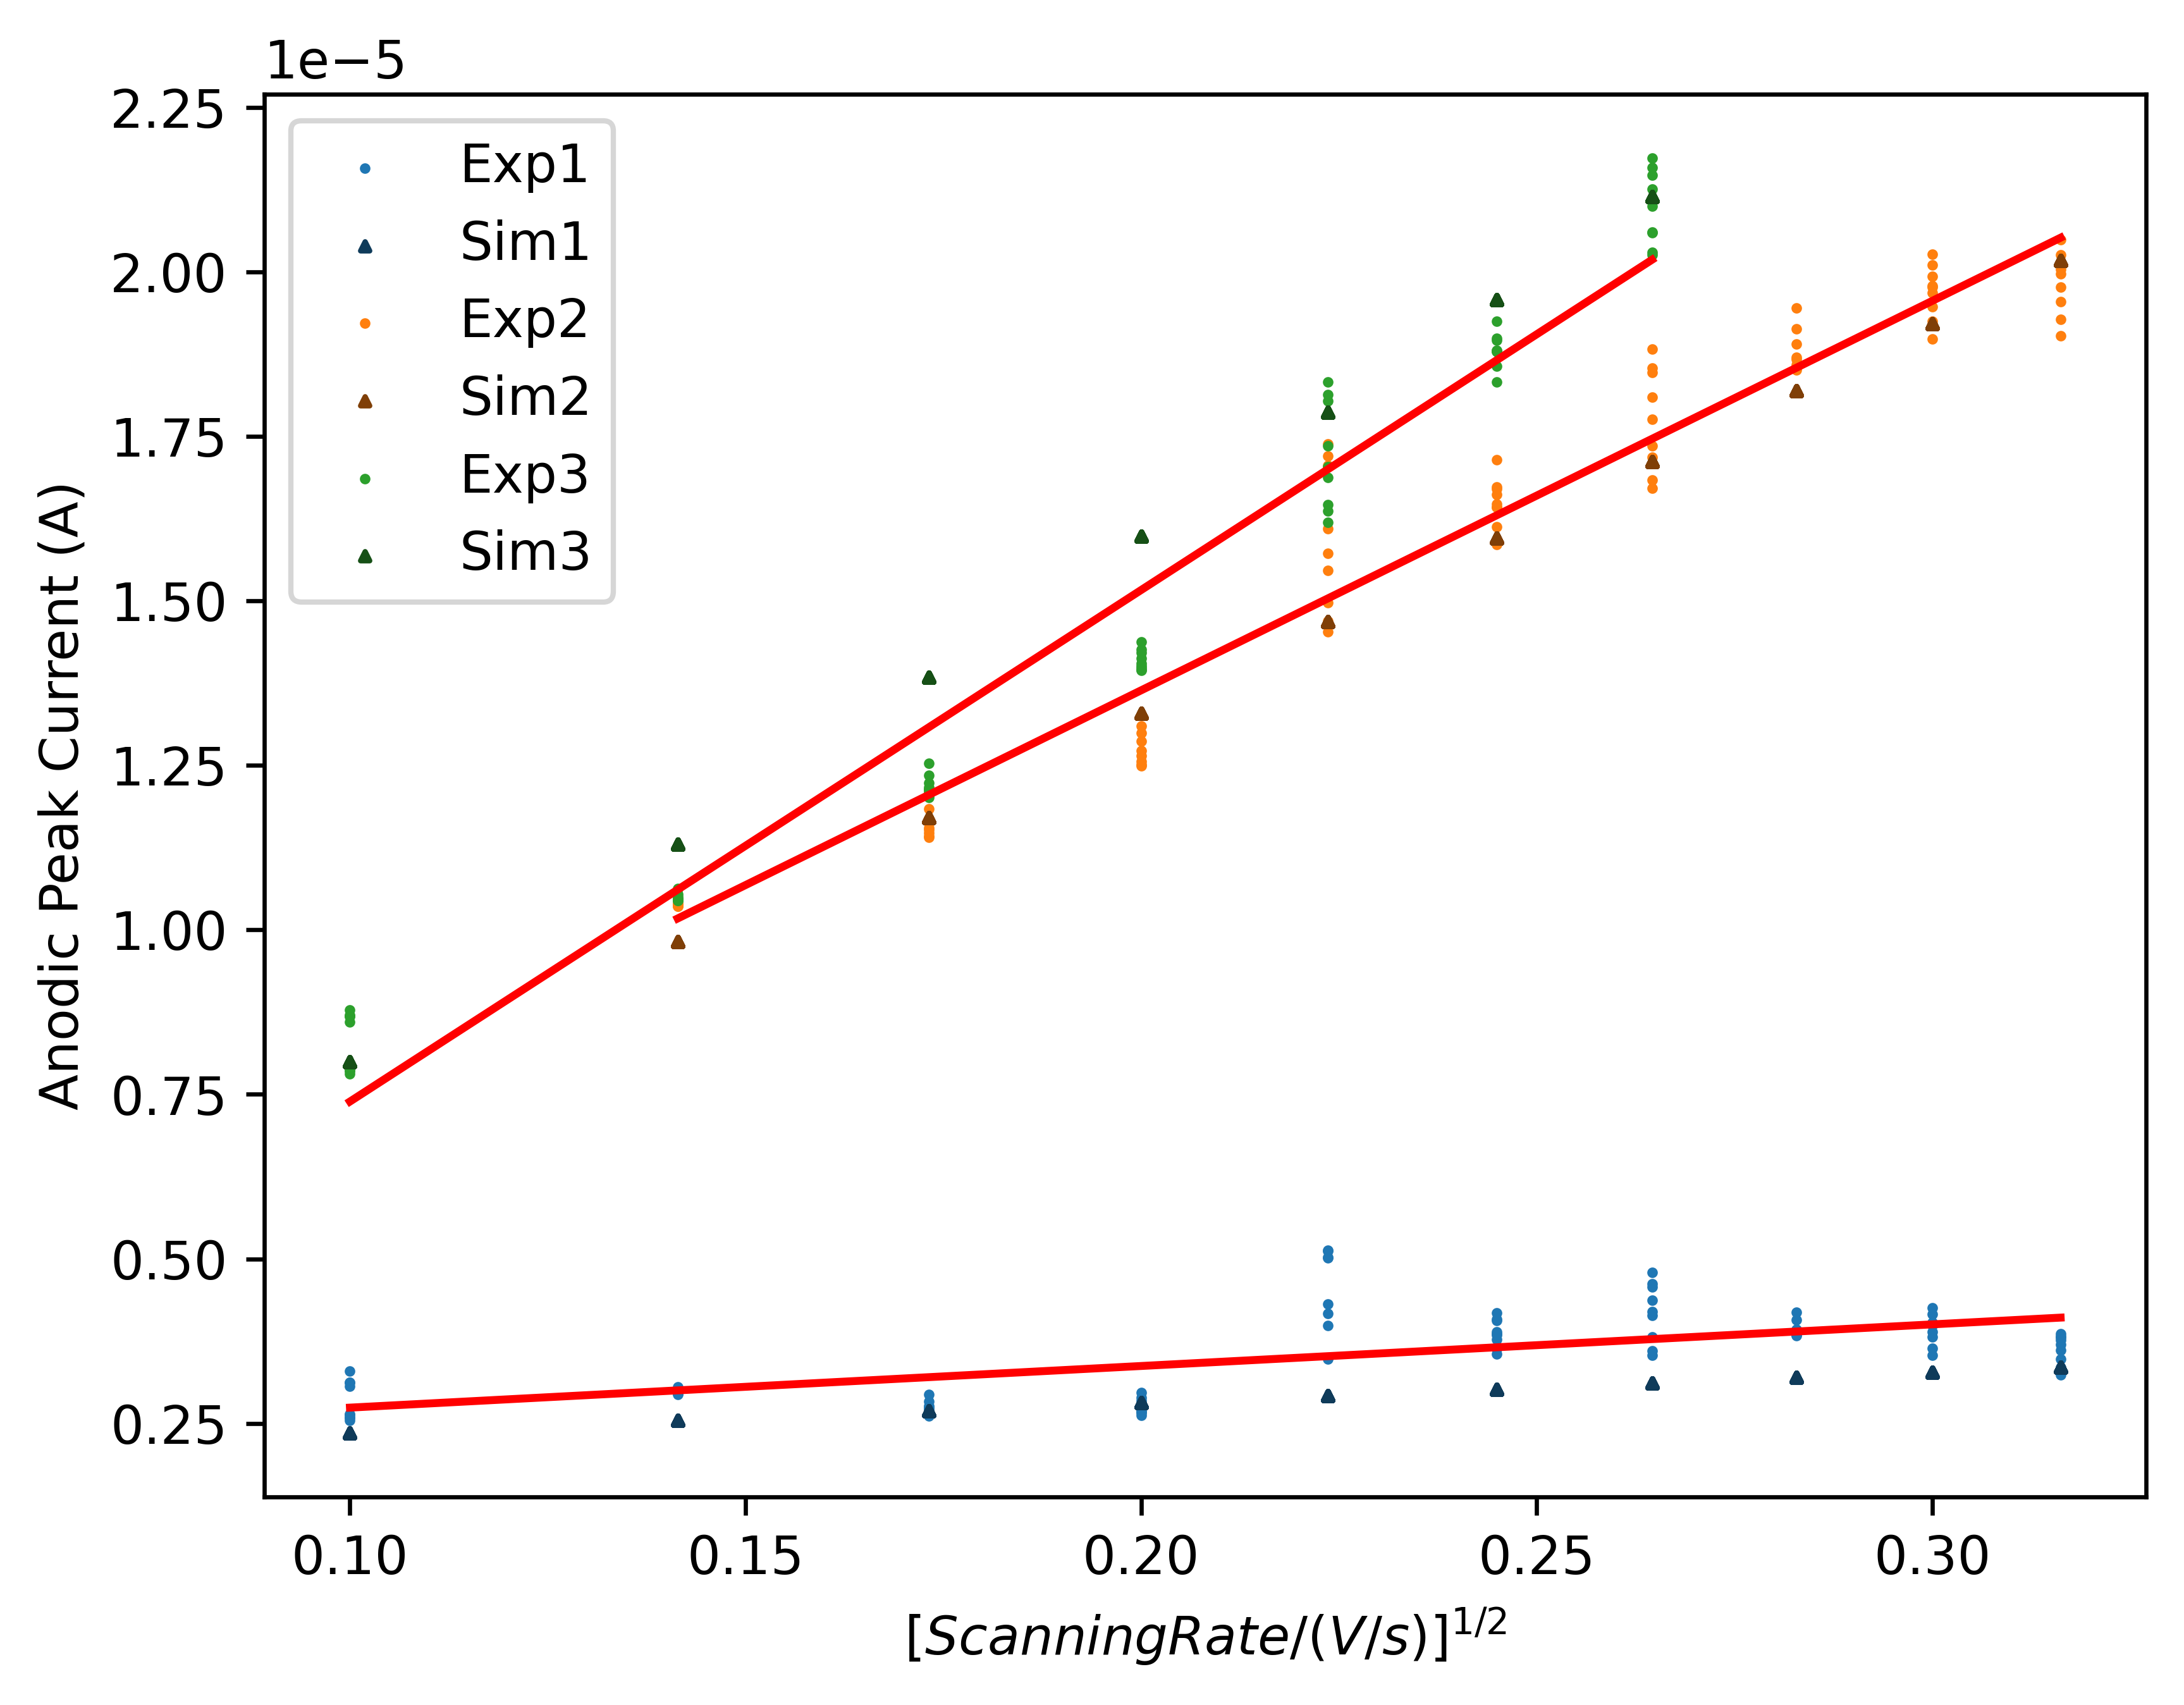 1e−5
2.25
2.00
1.75
1.50
1.25
1.00
0.75
0.50
0.25
Anodic Peak Current (A)
Exp1
Sim1
Exp2
Sim2
Exp3
Sim3
0.10 0.15 0.20 0.25 0.30
[ScanningRate/(V/s)]^{1/2}